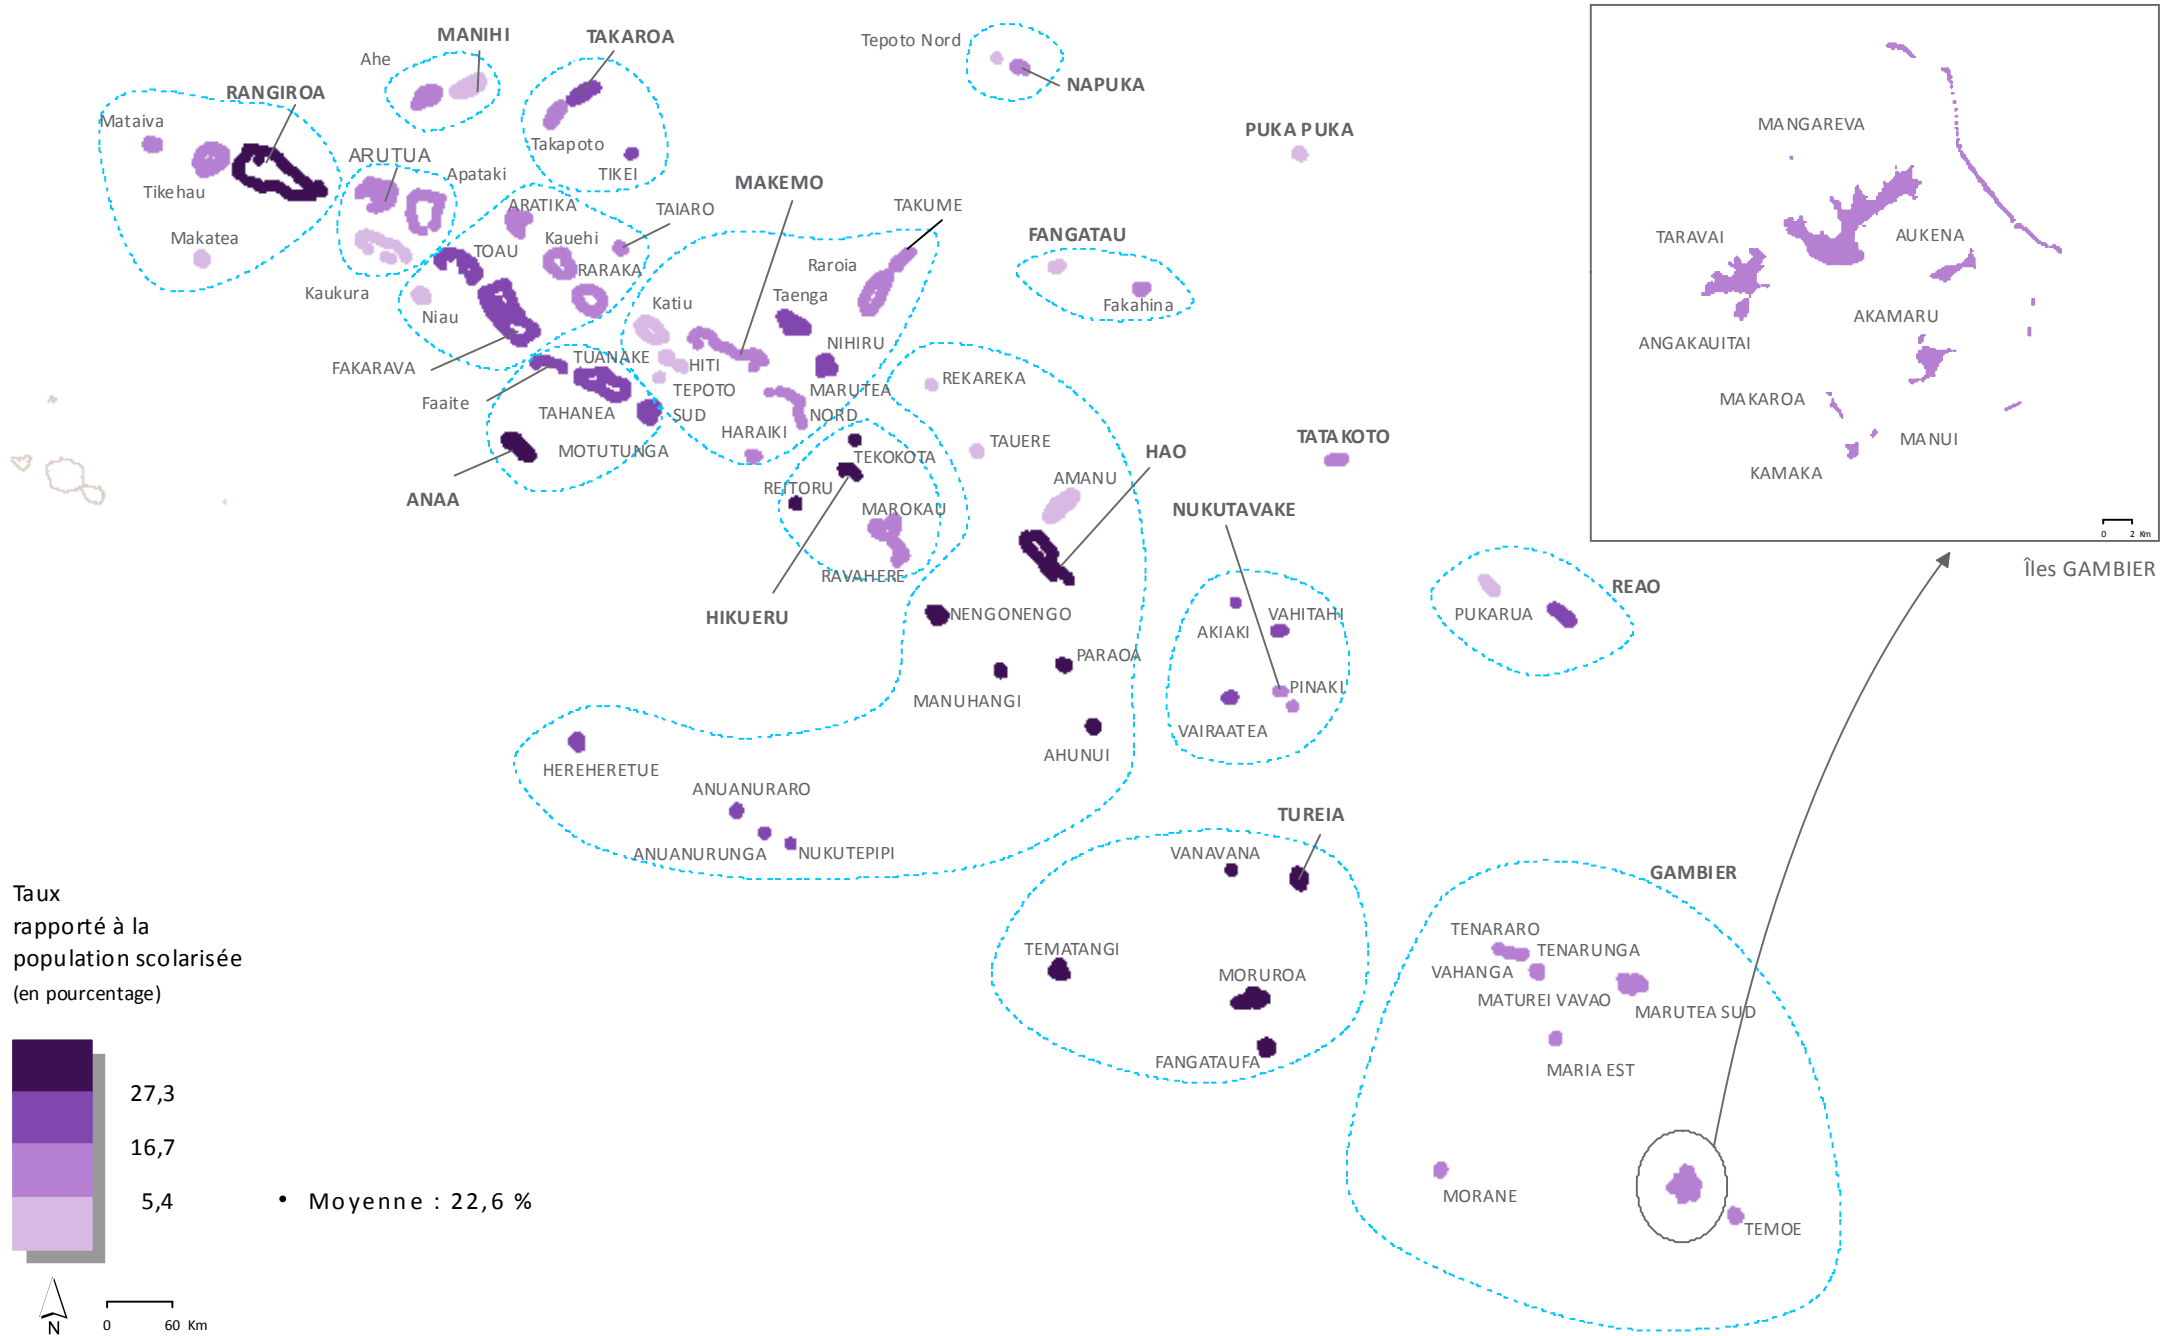 MANIHI
TAKAROA
Ahe
Tepoto Nord
NAPUKA
RANGIROA
Mataiva
Tikehau
Makatea
ARUTUA
Apataki
Kaukura
Takapoto
TIKEI
PUKA PUKA
MAKEMO
TAKUME
ARATIKA
TAIARO
TOAU
Kauehi
RARAKA
Niau
FAKARAVA
Raroia
Katiu
Taenga
FANGATAU
Fakahina
TUANAKE
HITI
NIHIRU
Faaite
TEPOTO
SUD
MARUTEA
NORD
REKAREKA
TAHANEA
HARAIKI
MOTUTUNGA
ANAA
TEKOKOTA
TAUERE
HAO
TATAKOTO
REITORU
AMANU
MAROKAU
NUKUTAVAKE
RAVAHERE
HIKUERU
NENGONENGO
AKIAKI
VAHITAHI
PUKARUA
REAO
PARAOA
MANUHANGI
PINAKI
VAIRAATEA
AHUNUI
HEREHERETUE
ANUANURARO
ANUANURUNGA
NUKUTEPIPI
TUREIA
VANAVANA
TEMATANGI
MORUROA
FANGATAUFA
GAMBIER
TENARARO
TENARUNGA
VAHANGA
MATUREI VAVAO
MARUTEA SUD
MARIA EST
MORANE
TEMOE
MANGAREVA
TARAVAI
AUKENA
AKAMARU
ANGAKAUITAI
MAKAROA
MANUI
KAMAKA
0 2 Km
Îles GAMBIER
Taux
rapporté à la
population scolarisée
(en pourcentage)
27,3
16,7
5,4
• Moyenne : 22,6 %
N
0 60 Km